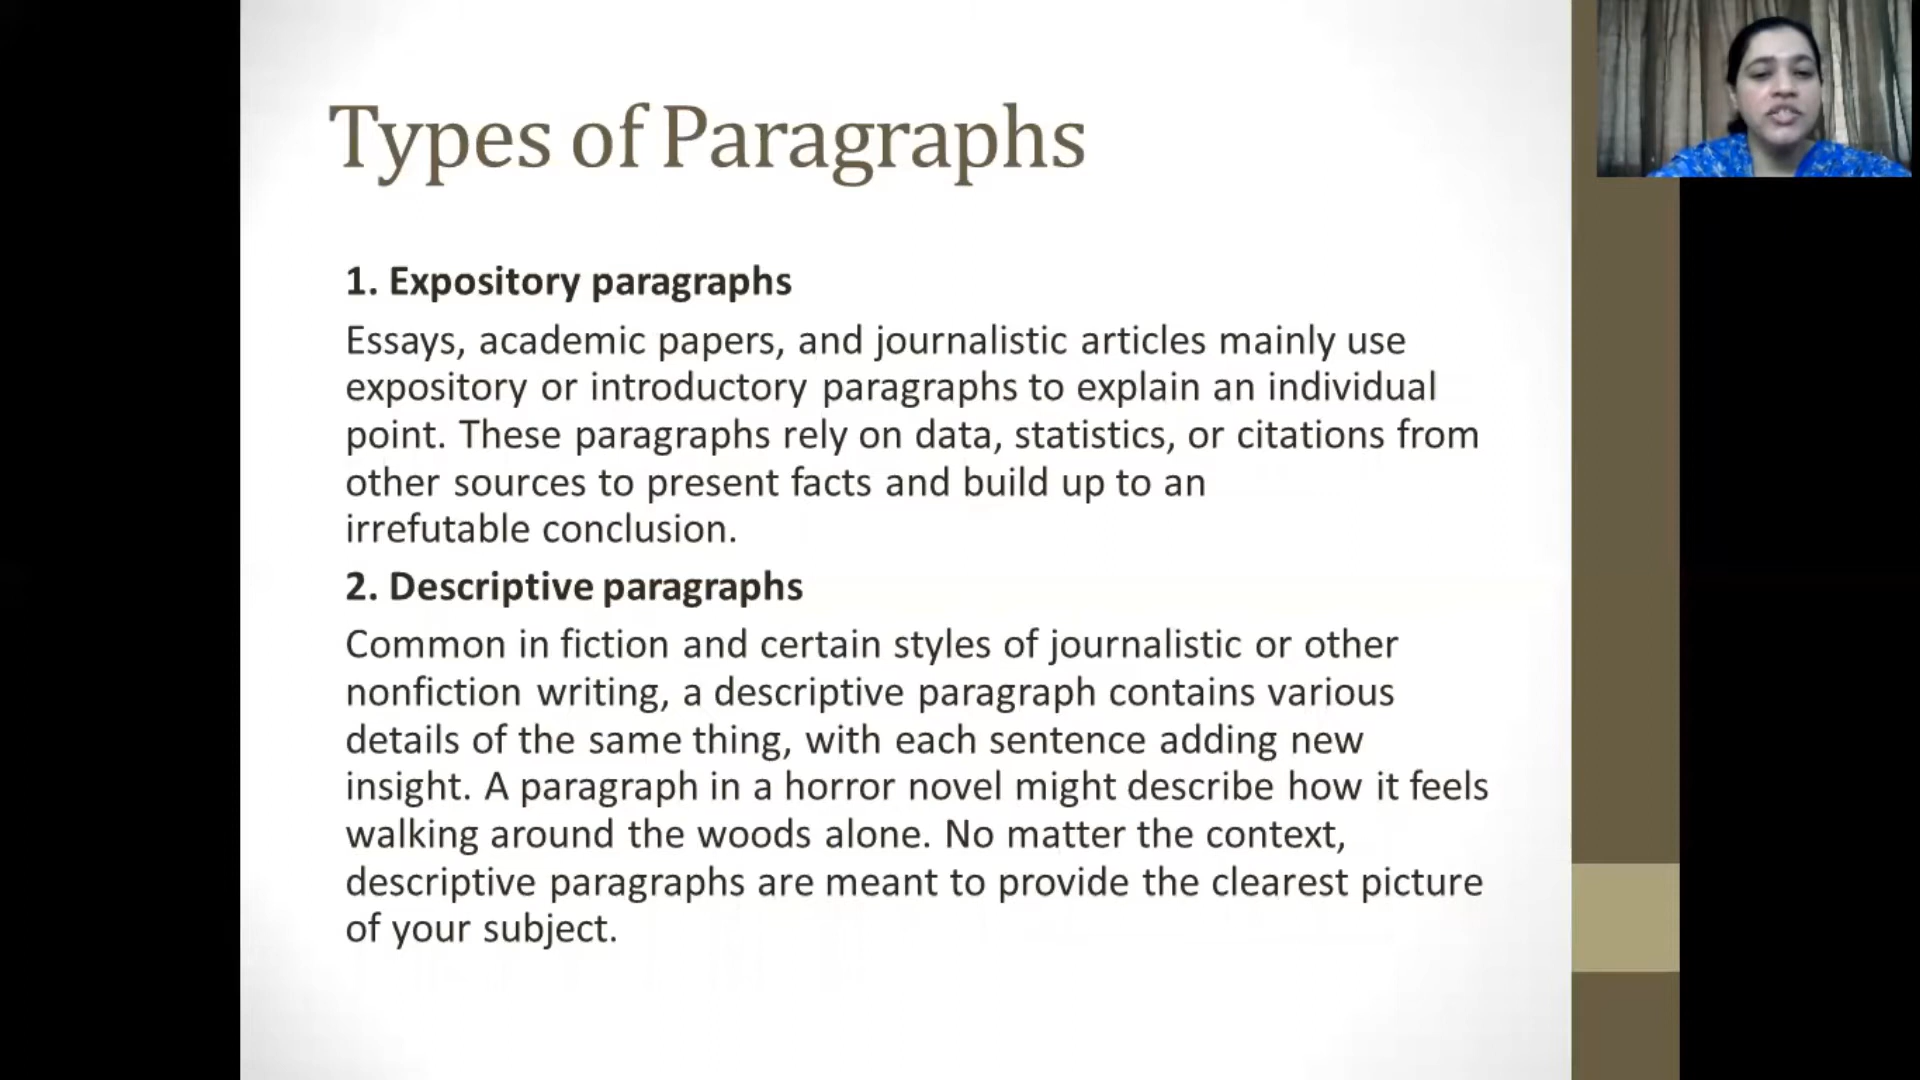 Types of Paragraphs
1. Expository paragraphs
Essays, academic papers, and journalistic articles mainly use
expository or introductory paragraphs to explain an individual
point. These paragraphs rely on data, statistics, or citations from
other sources to present facts and build up to an
irrefutable conclusion.
2. Descriptive paragraphs
Common in fiction and certain styles of journalistic or other
nonfiction writing, a descriptive paragraph contains various
details of the same thing, with each sentence adding new
insight. A paragraph in a horror novel might describe how it feels
walking around the woods alone. No matter the context,
descriptive paragraphs are meant to provide the clearest picture
of your subject.